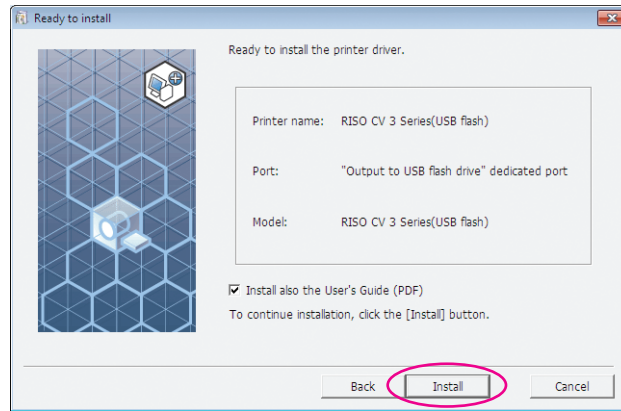 Ready to install
Ready to install the printer driver.
Printer name: RISO CV 3 Series(USB flash)
Port: "Output to USB flash drive" dedicated port
Model: RISO CV 3 Series(USB flash)
Install also the User's Guide (PDF)
To continue installation, click the [Install] button.
Back Install Cancel